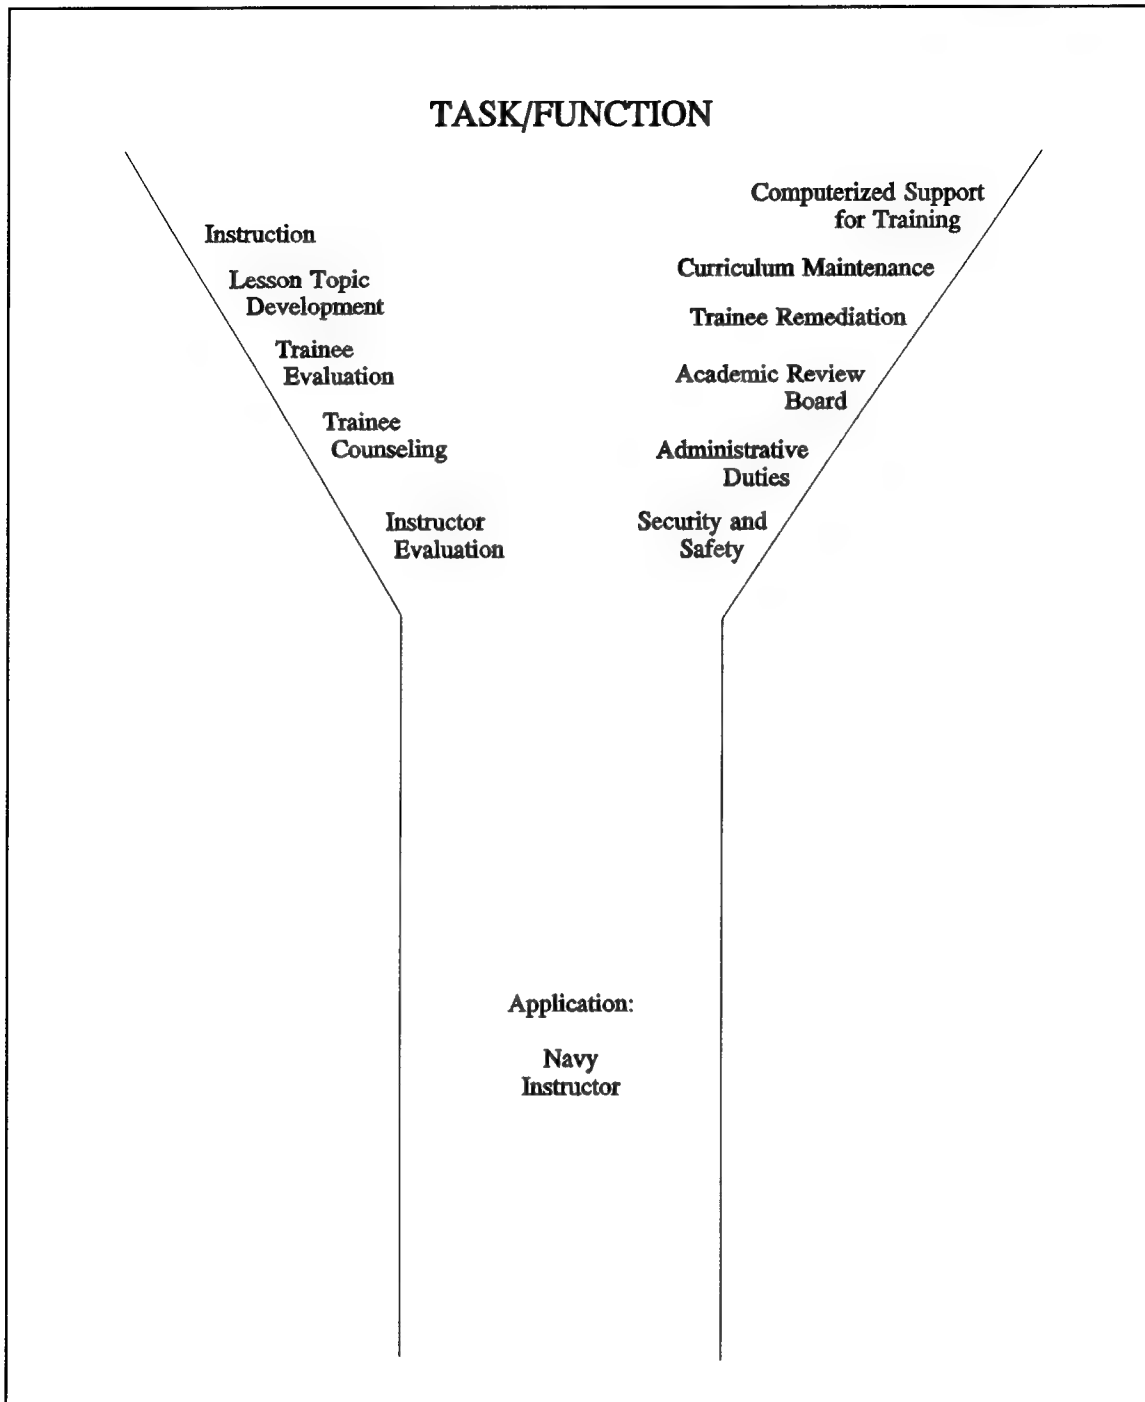 TASK/FUNCTION
Instruction
Lesson Topic
Development
Trainee
Evaluation
Trainee
Counseling
Instructor
Evaluation
Computerized Support
for Training
Curriculum Maintenance
Trainee Remediation
Academic Review
Board
Administrative
Duties
Security and
Safety
Application:
Navy
Instructor